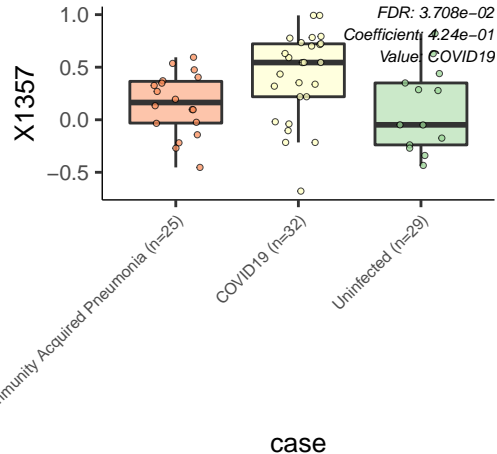 FDR: 3.708e-02
Coefficient: 4.24e-01
Value: COVID19
X1357
1.0
0.5
0.0
−0.5
mmunity Acquired Pneumonia (n=25)
COVID19 (n=32)
Uninfected (n=29)
case